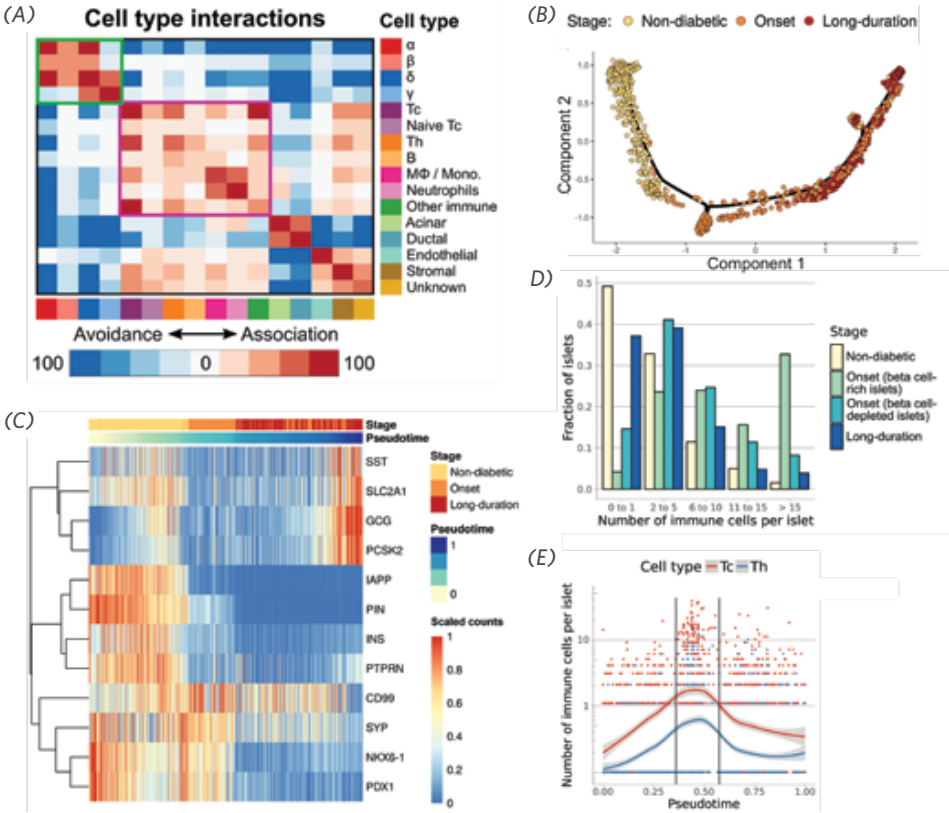 (A)
Cell type interactions
Cell type
α
β
δ
γ
Tc
Naive Tc
Th
B
MΦ / Mono.
Neutrophils
Other immune
Acinar
Ductal
Endothelial
Stromal
Unknown
Avoidance
Association
100
0
100
(B)
Stage:
Non-diabetic
Onset
Long-duration
Component 2
1.0
0.5
0.0
-0.5
-1.0
-2
-1
0
1
2
Component 1
(C)
Stage
Pseudotime
SST
SLC2A1
GCG
PCSK2
IAPP
PIN
INS
PTPRN
CD99
SYP
NKX6-1
PDX1
Stage
Non-diabetic
Onset
Long-duration
Pseudotime
1
0
Scaled counts
1
0.8
0.6
0.4
0.2
0
D)
Fraction of islets
0.5
0.4
0.3
0.2
0.1
0.0
0 to 1
2 to 5
6 to 10
11 to 15
> 15
Number of immune cells per islet
Stage
Non-diabetic
Onset (beta cell-
rich islets)
Onset (beta cell-
depleted islets)
Long-duration
(E)
Cell type
Tc
Th
Number of immune cells per islet
10
1
0.00
0.25
0.50
0.75
1.00
Pseudotime